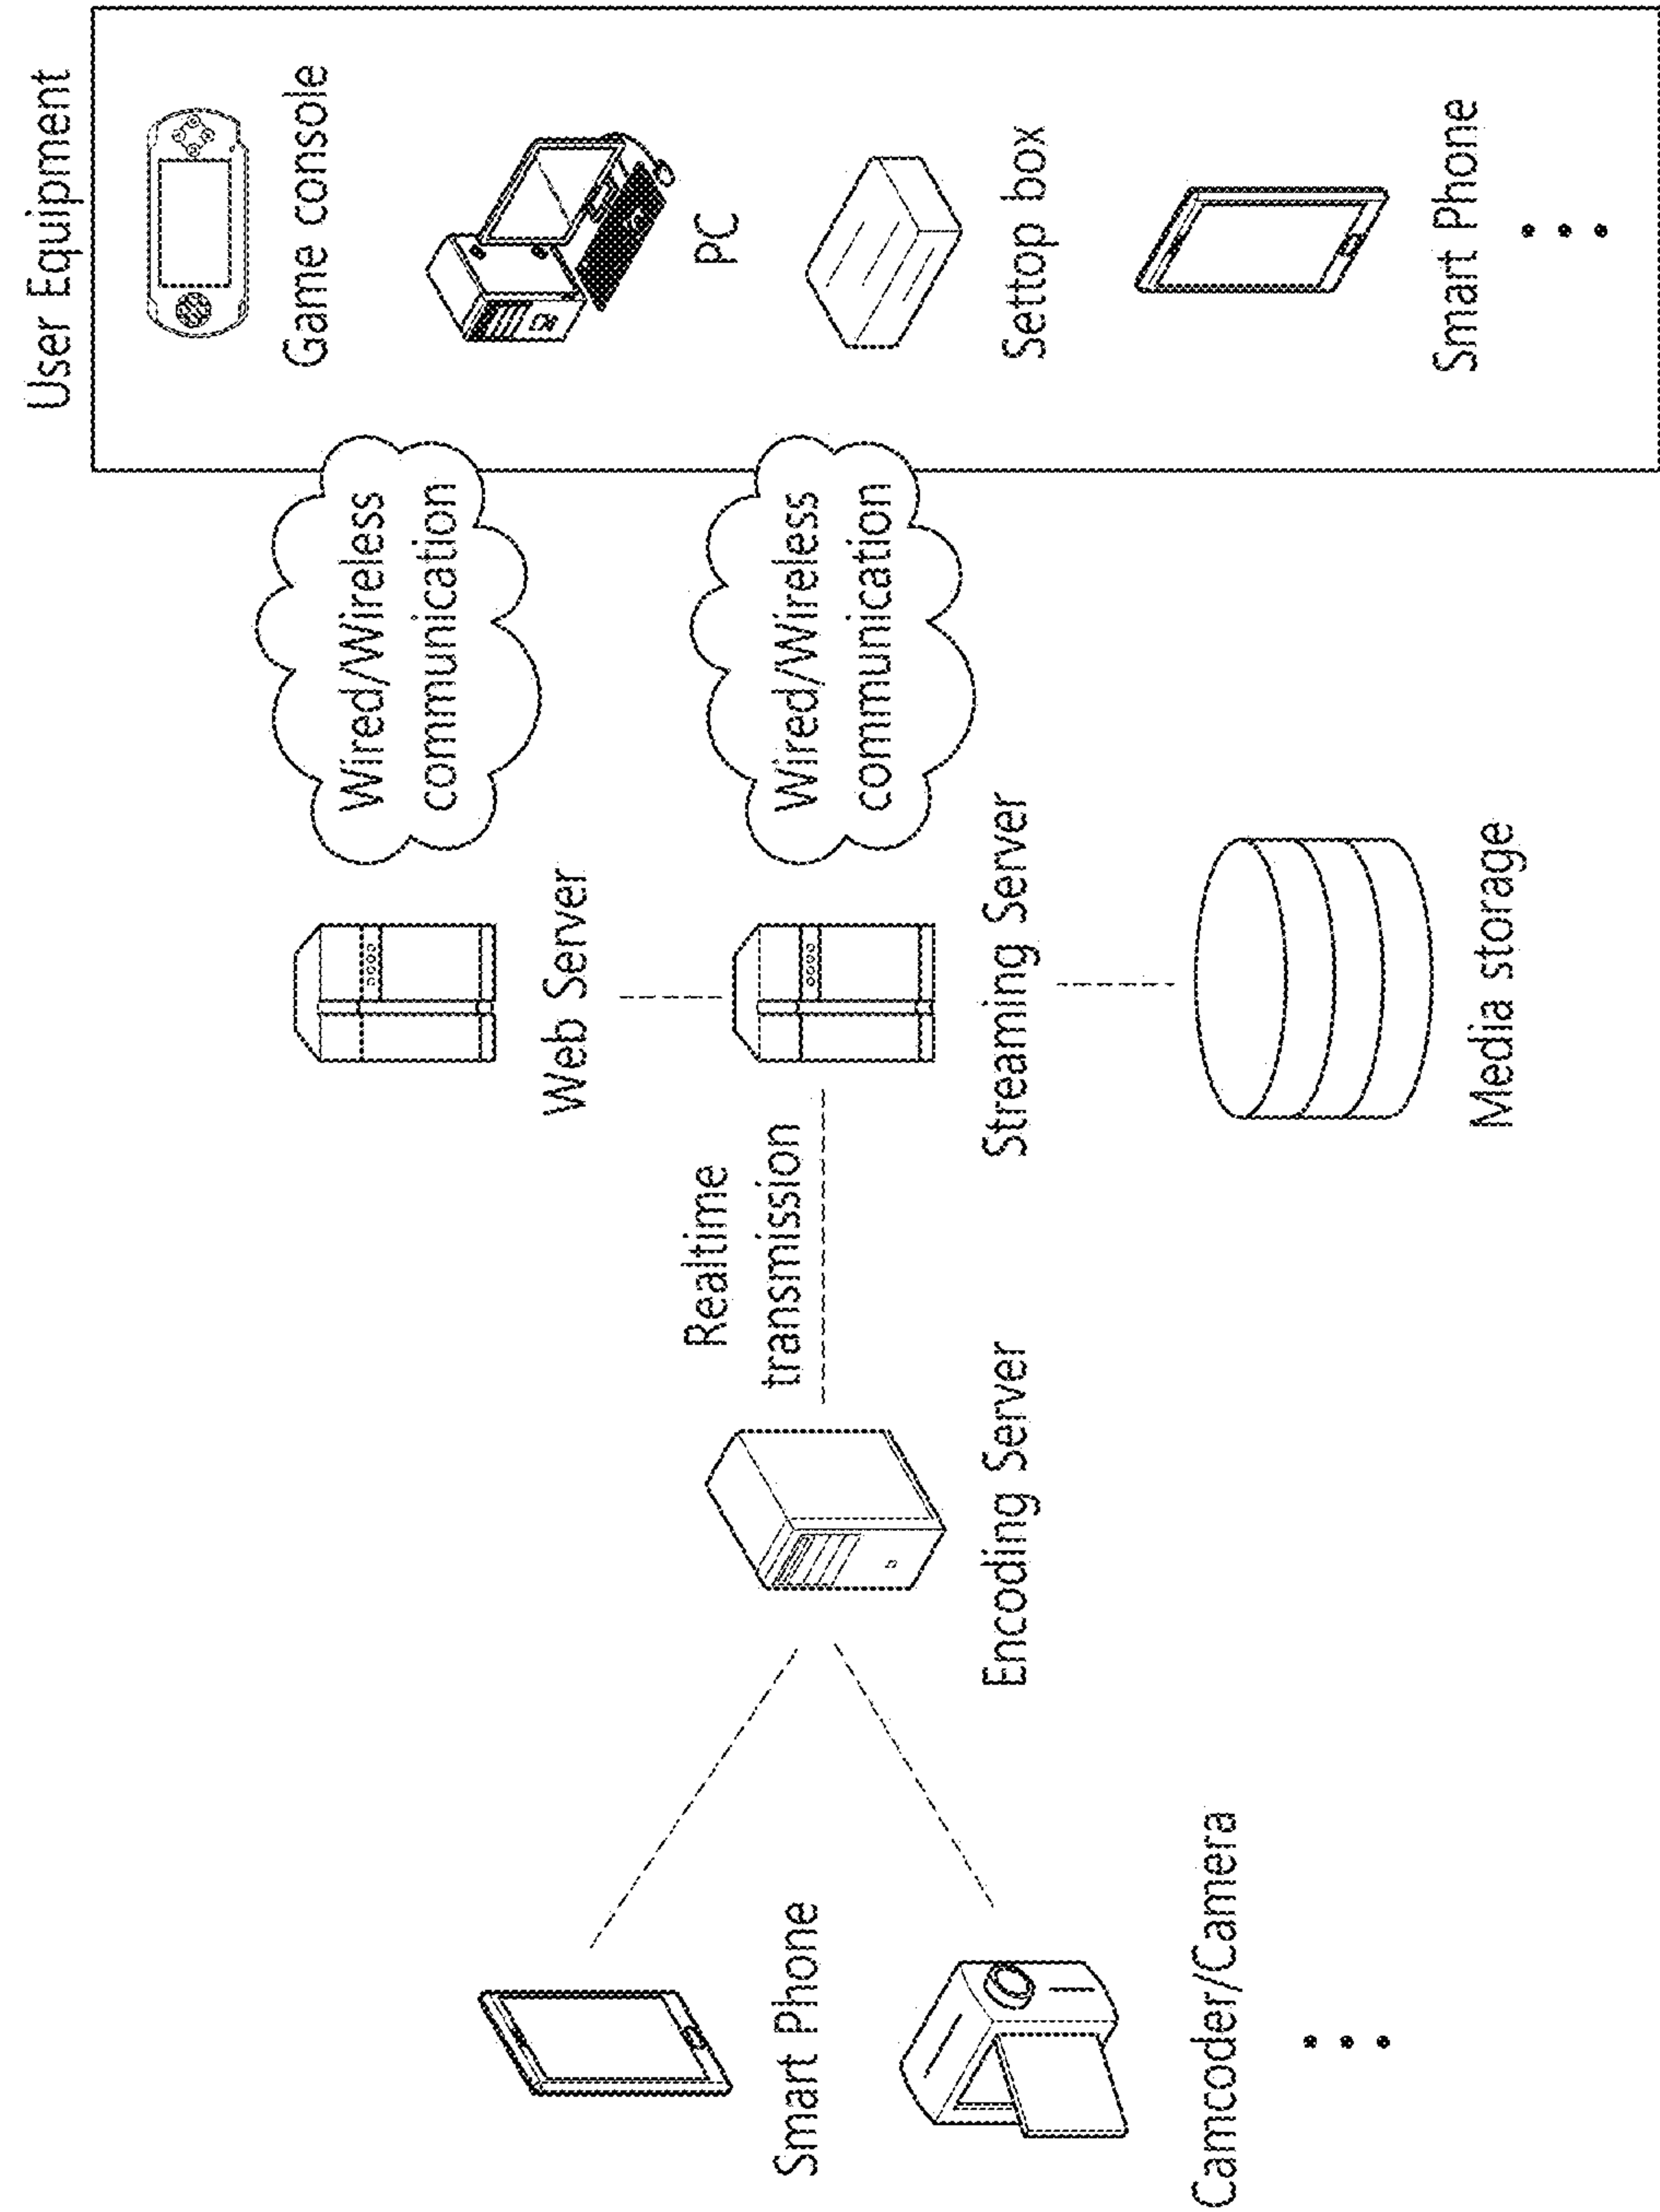 User Equipment
Game console
PC
Settop box
Smart Phone
Wired/Wireless
communication
Wired/Wireless
communication
Web Server
Streaming Server
Media storage
Realtime
transmission
Encoding Server
Smart Phone
Camcoder/Camera